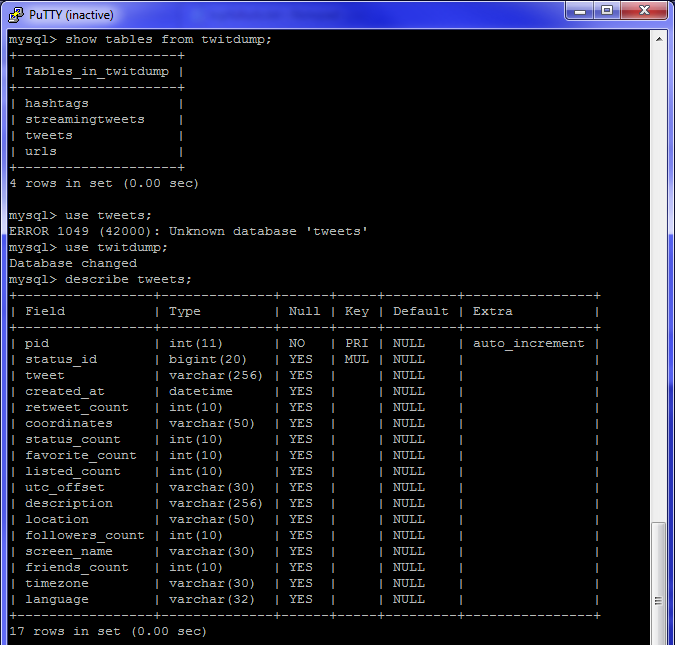 PuTTY (inactive)
mysql> show tables from twitdump;
+--------------------+
| Tables_in_twitdump |
+--------------------+
| hashtags           |
| streamingtweets    |
| tweets             |
| urls               |
+--------------------+
4 rows in set (0.00 sec)
mysql> use tweets;
ERROR 1049 (42000): Unknown database 'tweets'
mysql> use twitdump;
Database changed
mysql> describe tweets;
+-----------------+--------------+------+-----+---------+----------------+
| Field           | Type         | Null | Key | Default | Extra          |
+-----------------+--------------+------+-----+---------+----------------+
| pid             | int(11)      | NO   | PRI | NULL    | auto_increment |
| status_id       | bigint(20)   | YES  | MUL | NULL    |                |
| tweet           | varchar(256) | YES  |     | NULL    |                |
| created_at      | datetime     | YES  |     | NULL    |                |
| retweet_count   | int(10)      | YES  |     | NULL    |                |
| coordinates     | varchar(50)  | YES  |     | NULL    |                |
| status_count    | int(10)      | YES  |     | NULL    |                |
| favorite_count  | int(10)      | YES  |     | NULL    |                |
| listed_count    | int(10)      | YES  |     | NULL    |                |
| utc_offset      | varchar(30)  | YES  |     | NULL    |                |
| description     | varchar(256) | YES  |     | NULL    |                |
| location        | varchar(50)  | YES  |     | NULL    |                |
| followers_count | int(10)      | YES  |     | NULL    |                |
| screen_name     | varchar(30)  | YES  |     | NULL    |                |
| friends_count   | int(10)      | YES  |     | NULL    |                |
| timezone        | varchar(30)  | YES  |     | NULL    |                |
| language        | varchar(32)  | YES  |     | NULL    |                |
+-----------------+--------------+------+-----+---------+----------------+
17 rows in set (0.00 sec)